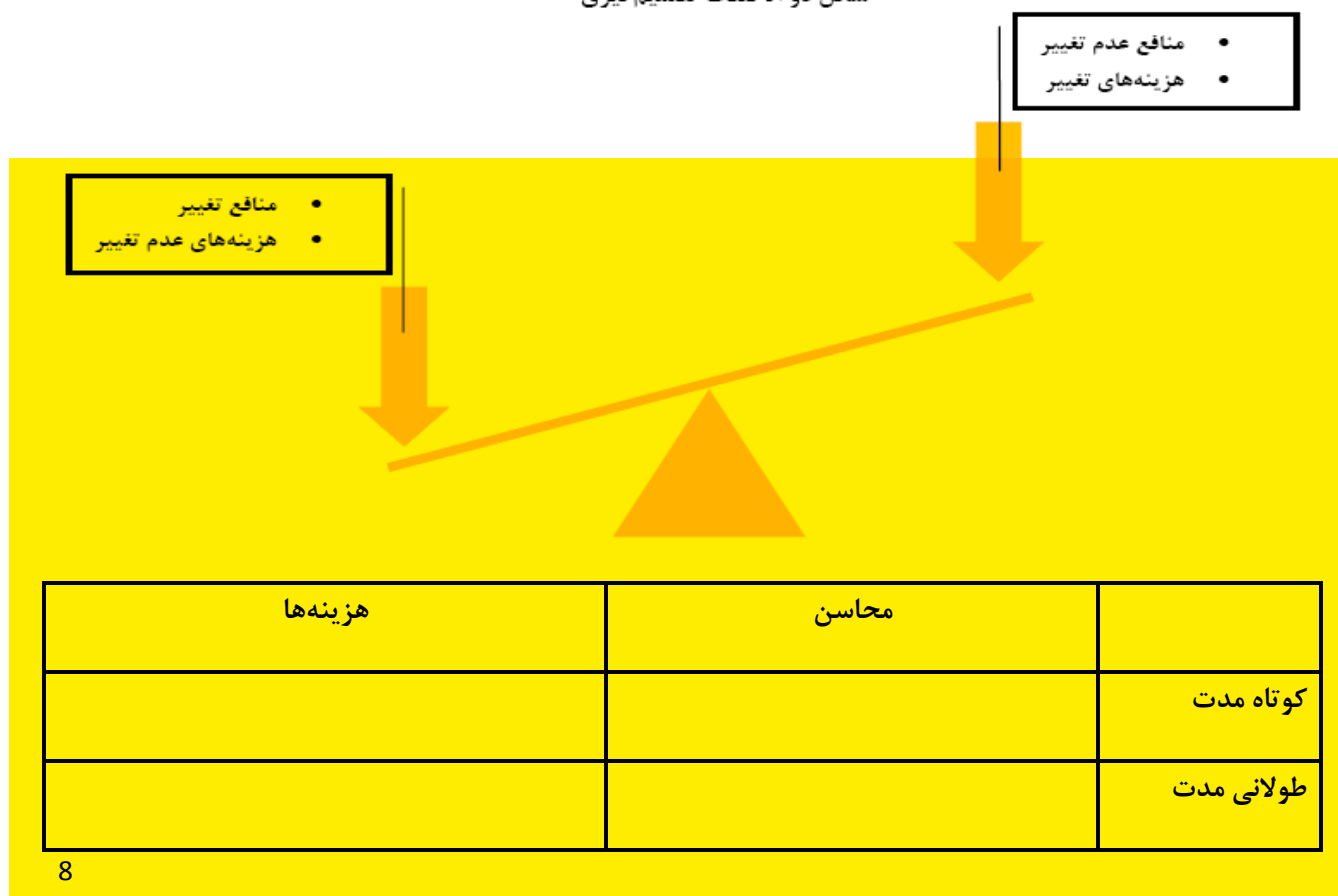 منافع عدم تغییر
هزینه‌های تغییر
منافع تغییر
هزینه‌های عدم تغییر
محاسن هزینه‌ها
کوتاه مدت
طولانی مدت
8